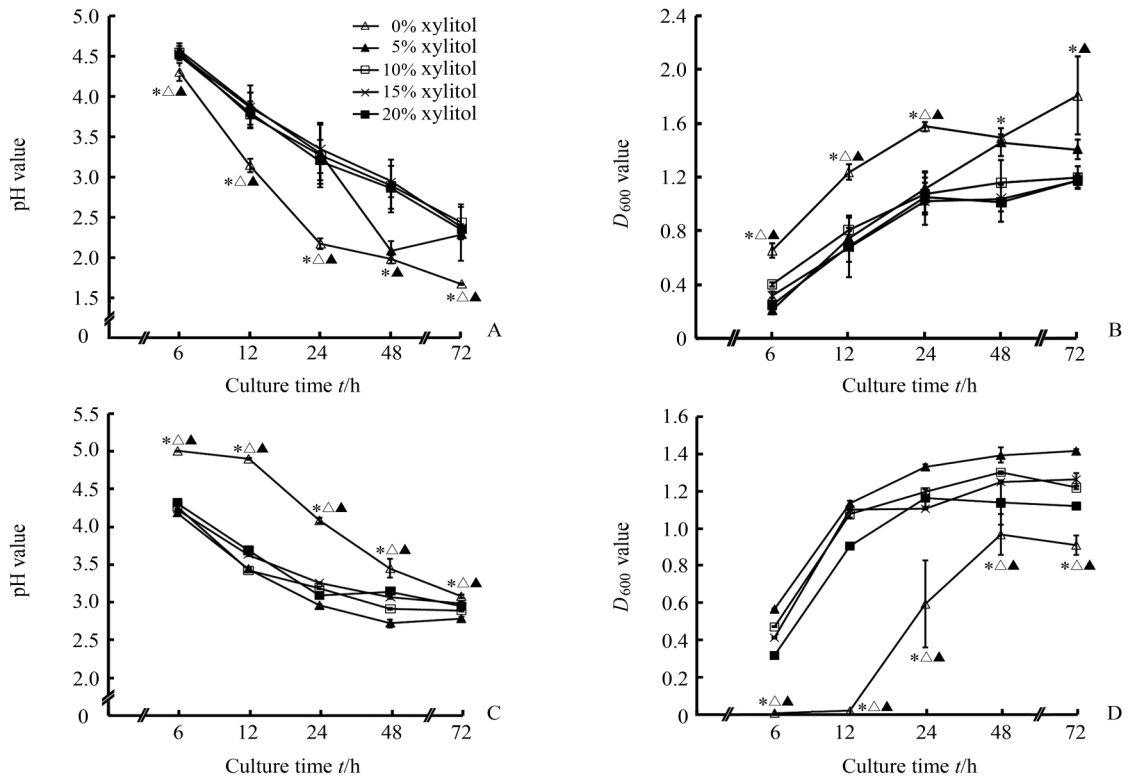 5.0
4.5
4.0
3.5
3.0
2.5
2.0
1.5
0
pH value
0% xylitol
5% xylitol
10% xylitol
15% xylitol
20% xylitol
*△▲
*△▲
*△▲
*▲
*△▲
A
6 12 24 48 72
Culture time t/h
2.4
2.0
1.6
1.2
0.8
0.4
0
D600 value
*△▲
*△▲
*△▲
*
*▲
B
6 12 24 48 72
Culture time t/h
5.5
5.0
4.5
4.0
3.5
3.0
2.5
2.0
0
pH value
*△▲
*△▲
*△▲
*△▲
*△▲
C
6 12 24 48 72
Culture time t/h
1.6
1.4
1.2
1.0
0.8
0.6
0.4
0.2
0
D600 value
*△▲
*△▲
*△▲
*△▲
*△▲
D
6 12 24 48 72
Culture time t/h